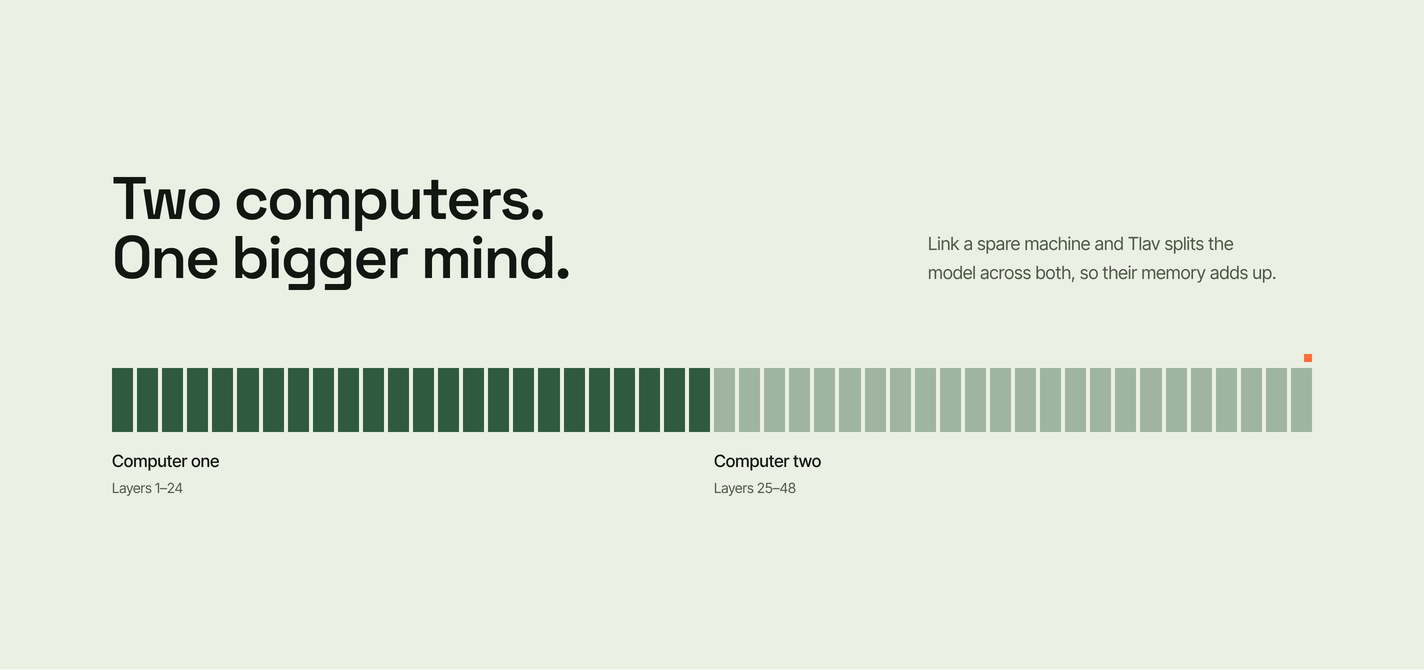 Two computers.
One bigger mind.
Link a spare machine and Tlav splits the
model across both, so their memory adds up.
Computer one
Layers 1–24
Computer two
Layers 25–48